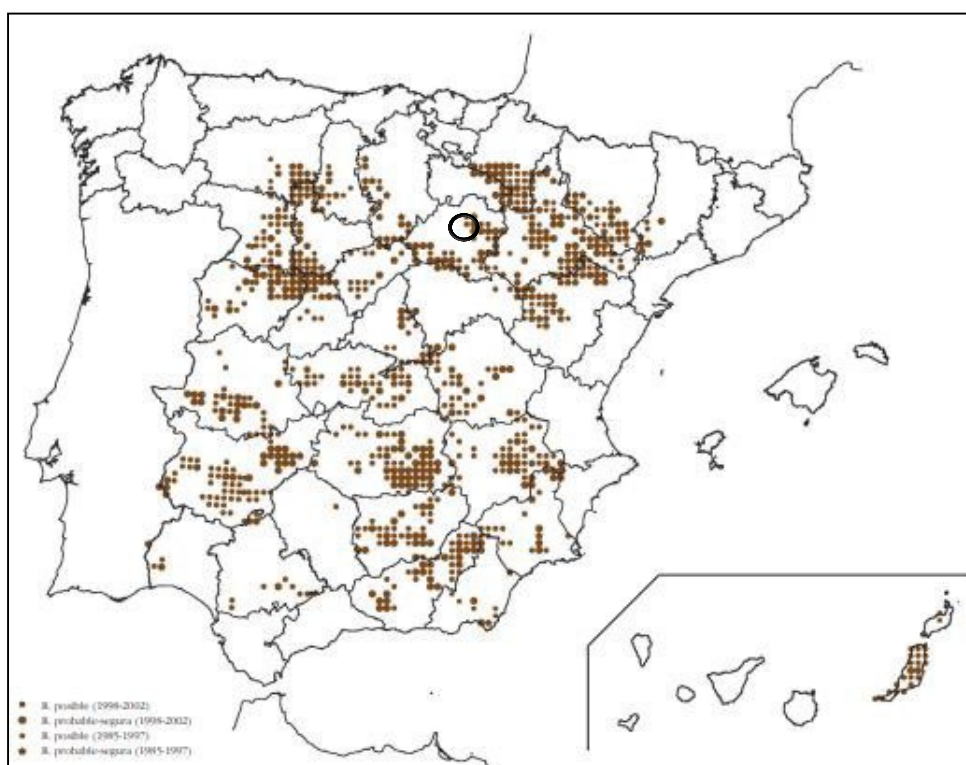 R. posible (1998-2002)
R. probable-segura (1998-2002)
R. posible (1985-1997)
R. probable-segura (1985-1997)